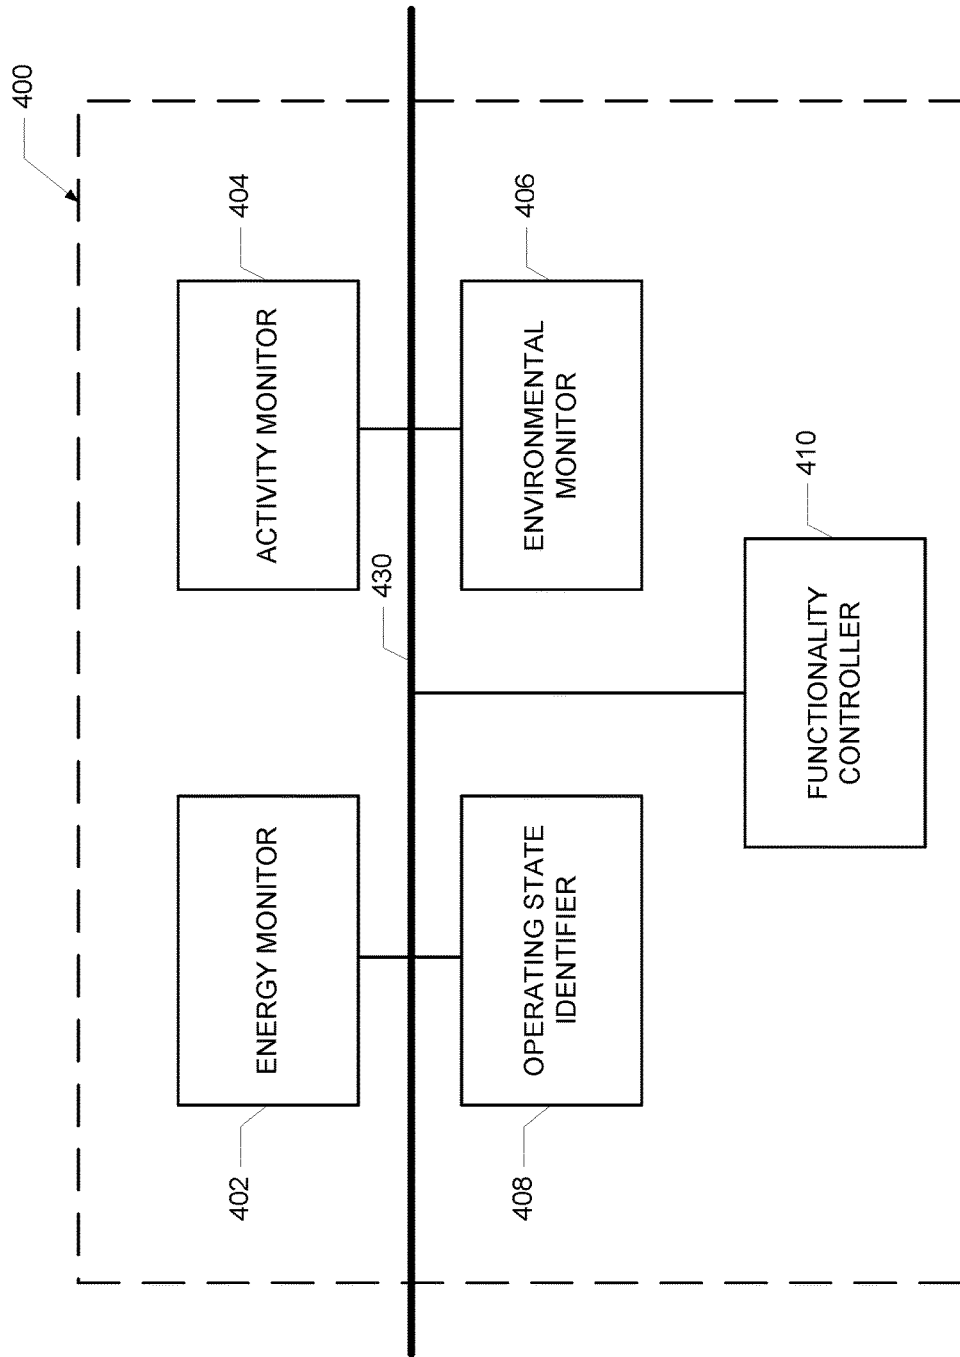 400
402
ENERGY MONITOR
404
ACTIVITY MONITOR
430
408
OPERATING STATE
IDENTIFIER
406
ENVIRONMENTAL
MONITOR
410
FUNCTIONALITY
CONTROLLER